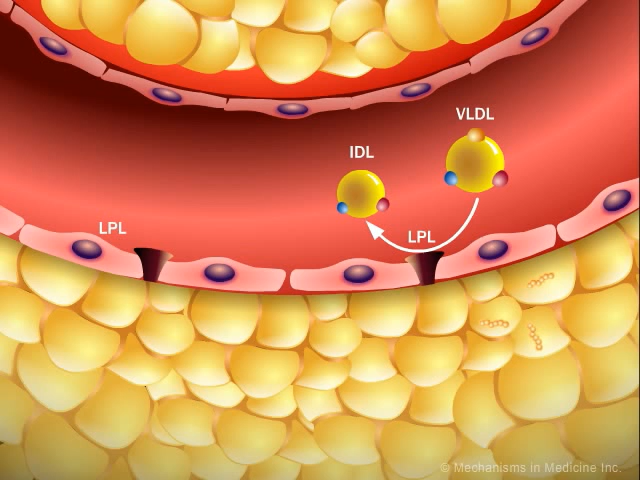 VLDL
IDL
LPL
LPL
© Mechanisms in Medicine Inc.